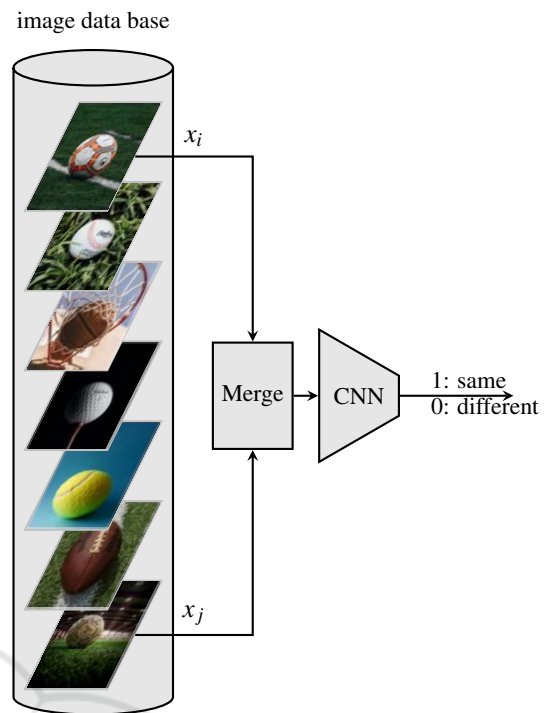 image data base
x_i
Merge
CNN
1: same
0: different
x_j